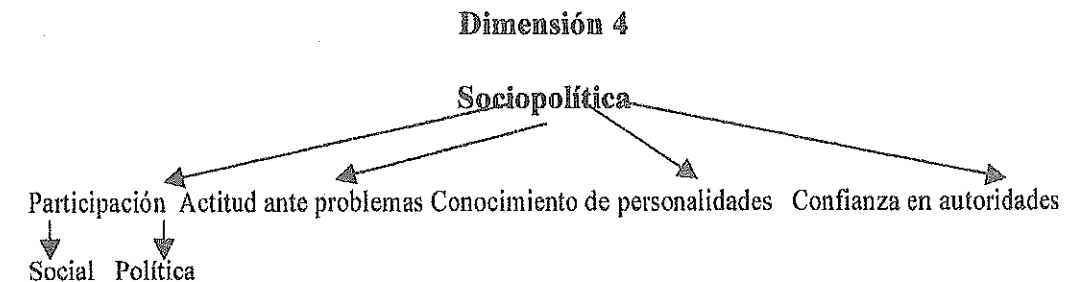 Dimensión 4
Sociopolítica
Participación Actitud ante problemas Conocimiento de personalidades Confianza en autoridades
Social Política